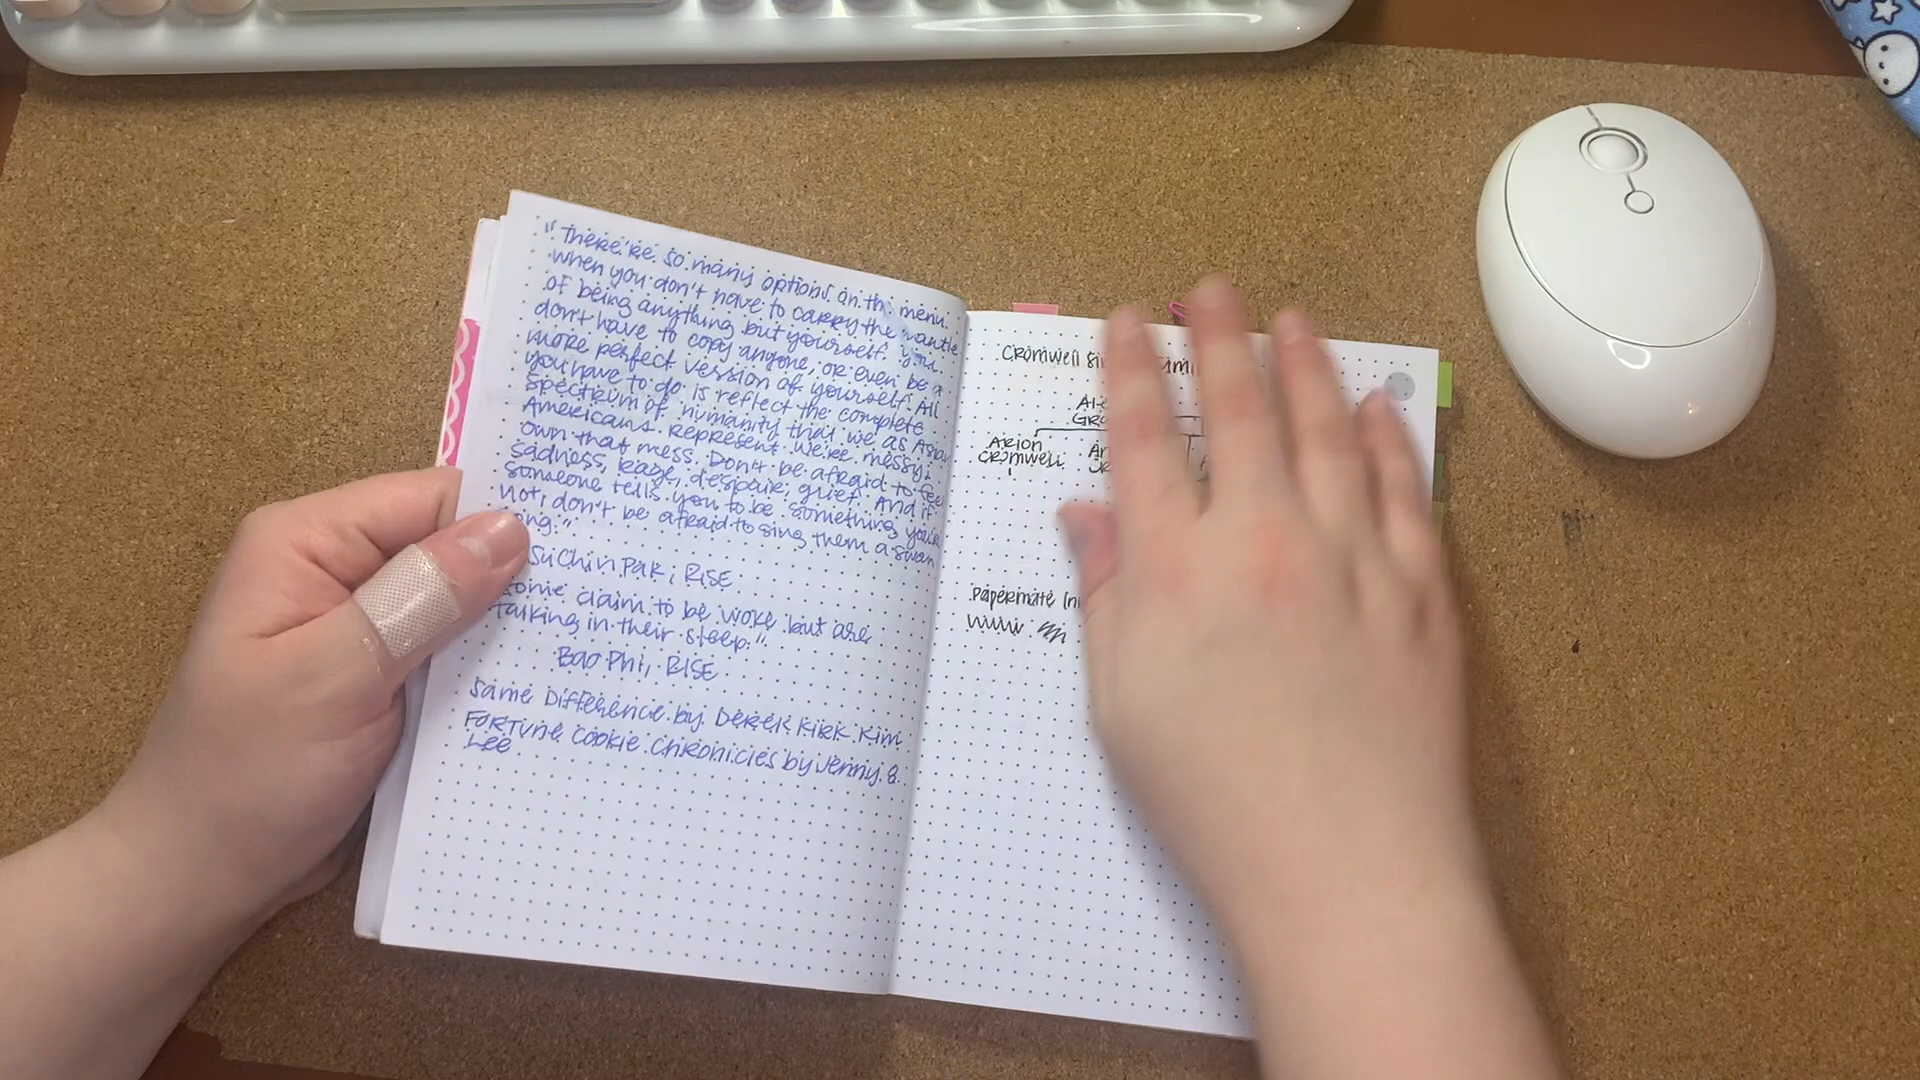 "There're so many options on the menu
when you don't have to carry the mantle
of being anything but yourself. You
don't have to copy anyone, or even be a
more perfect version of yourself. All
you have to do is reflect the complete
spectrum of humanity that we as Asian
Americans represent. We're messy;
own that mess. Don't be afraid to feel
sadness, rage, despair, grief. And if
someone tells you to be something you're
not, don't be afraid to sing them a swan
song."
SuChin Pak, RISE
some claim to be woke but are
talking in their sleep."
Bao Phi, RISE
Same Difference by Derek Kirk Kim
Fortune Cookie Chronicles by Jenny 8.
Lee
Cromwell
Arion
Cromwell
Papermate